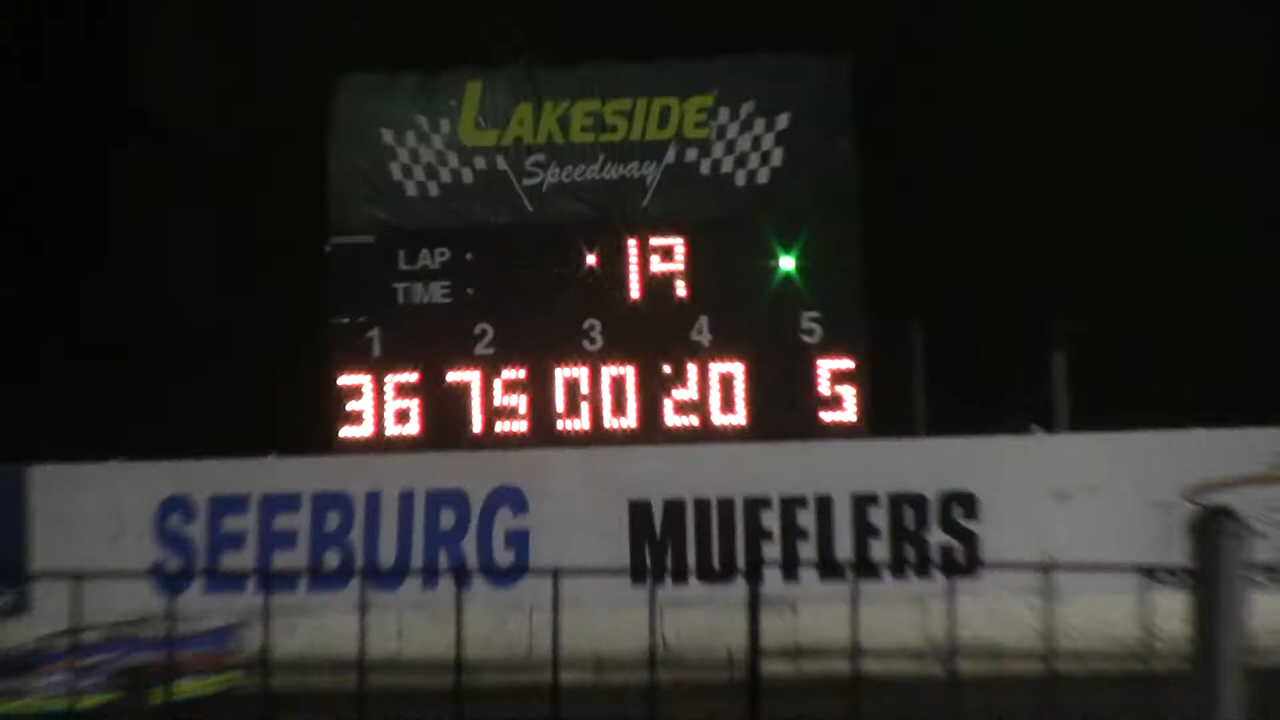 LAKESIDE
Speedway
LAP
19
TIME
1 2 3 4 5
36 75 00 20 5
SEEBURG MUFFLERS